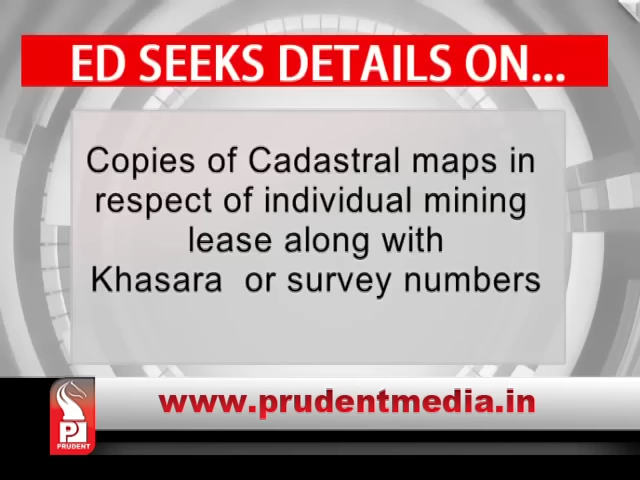 ED SEEKS DETAILS ON...
Copies of Cadastral maps in
respect of individual mining
lease along with
Khasara or survey numbers
www.prudentmedia.in
P
PRUDENT